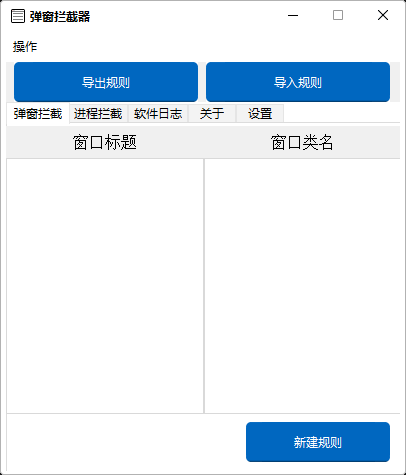 弹窗拦截器
操作
导出规则 导入规则
弹窗拦截 进程拦截 软件日志 关于 设置
窗口标题 窗口类名
新建规则